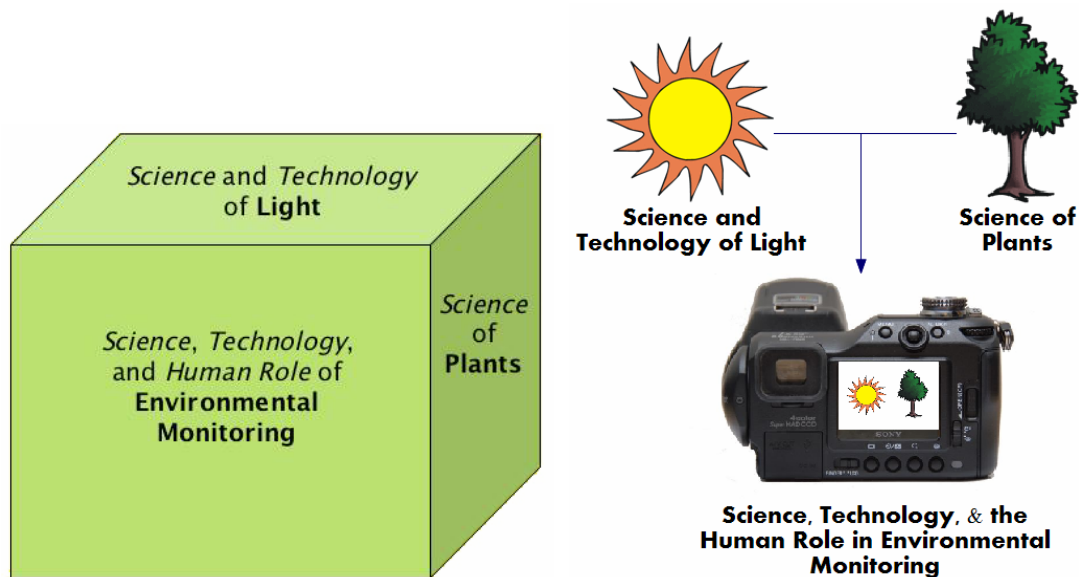 Science and Technology
of Light
Science, Technology,
and Human Role of
Environmental
Monitoring
Science
of
Plants
Science and
Technology of Light
Science of
Plants
SONY
Science, Technology, & the
Human Role in Environmental
Monitoring